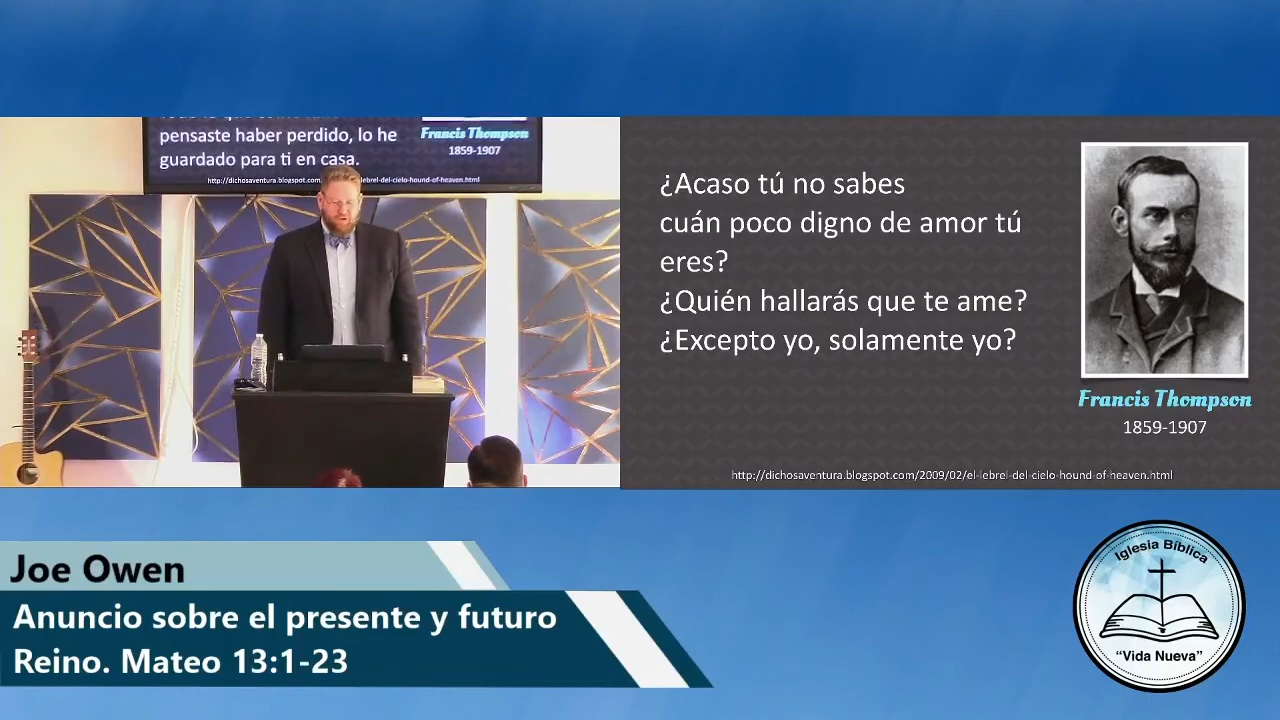 pensaste haber perdido, lo he
guardado para ti en casa.
Francis Thompson
1859-1907
¿Acaso tú no sabes
cuán poco digno de amor tú
eres?
¿Quién hallarás que te ame?
¿Excepto yo, solamente yo?
Francis Thompson
1859-1907
http://dichosaventura.blogspot.com/2009/02/el-lebrel-del-cielo-hound-of-heaven.html
Joe Owen
Anuncio sobre el presente y futuro
Reino. Mateo 13:1-23
Iglesia Bíblica
“Vida Nueva”